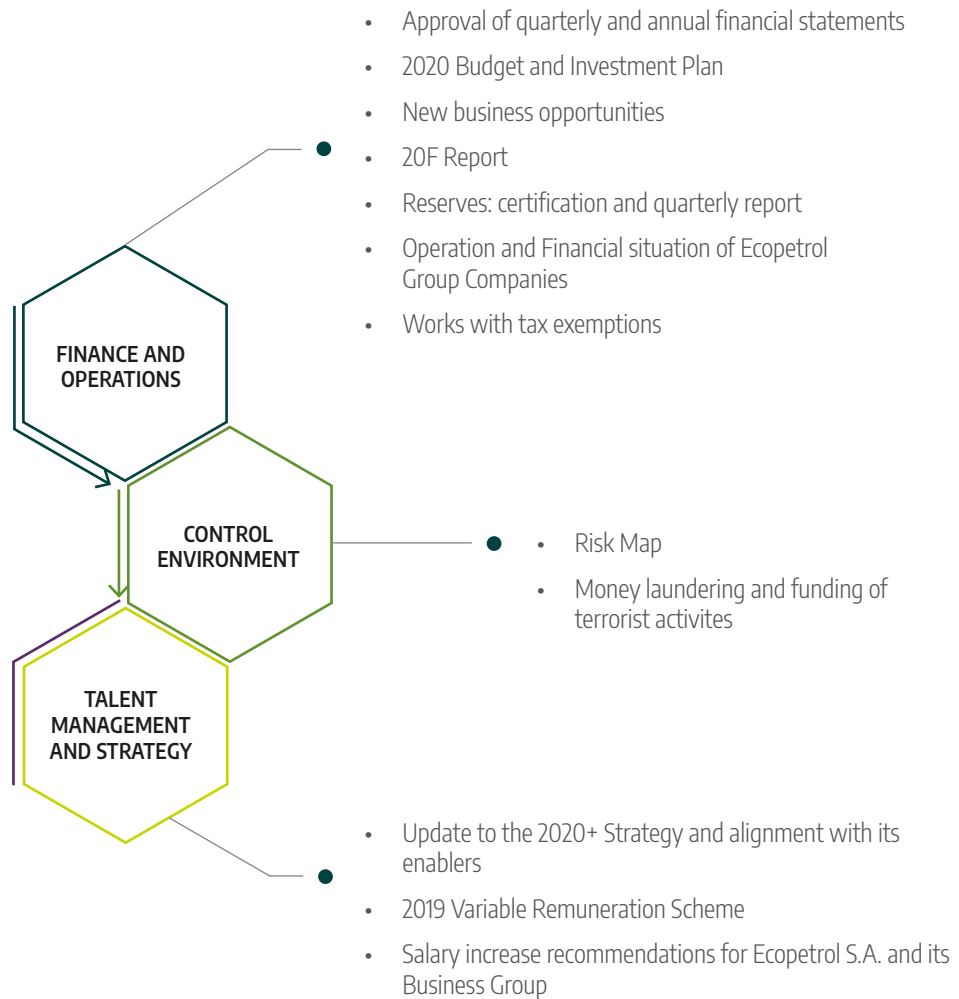 • Approval of quarterly and annual financial statements
• 2020 Budget and Investment Plan
• New business opportunities
• 20F Report
• Reserves: certification and quarterly report
• Operation and Financial situation of Ecopetrol
Group Companies
• Works with tax exemptions
FINANCE AND
OPERATIONS
CONTROL
ENVIRONMENT
• Risk Map
• Money laundering and funding of
terrorist activites
TALENT
MANAGEMENT
AND STRATEGY
• Update to the 2020+ Strategy and alignment with its
enablers
• 2019 Variable Remuneration Scheme
• Salary increase recommendations for Ecopetrol S.A. and its
Business Group